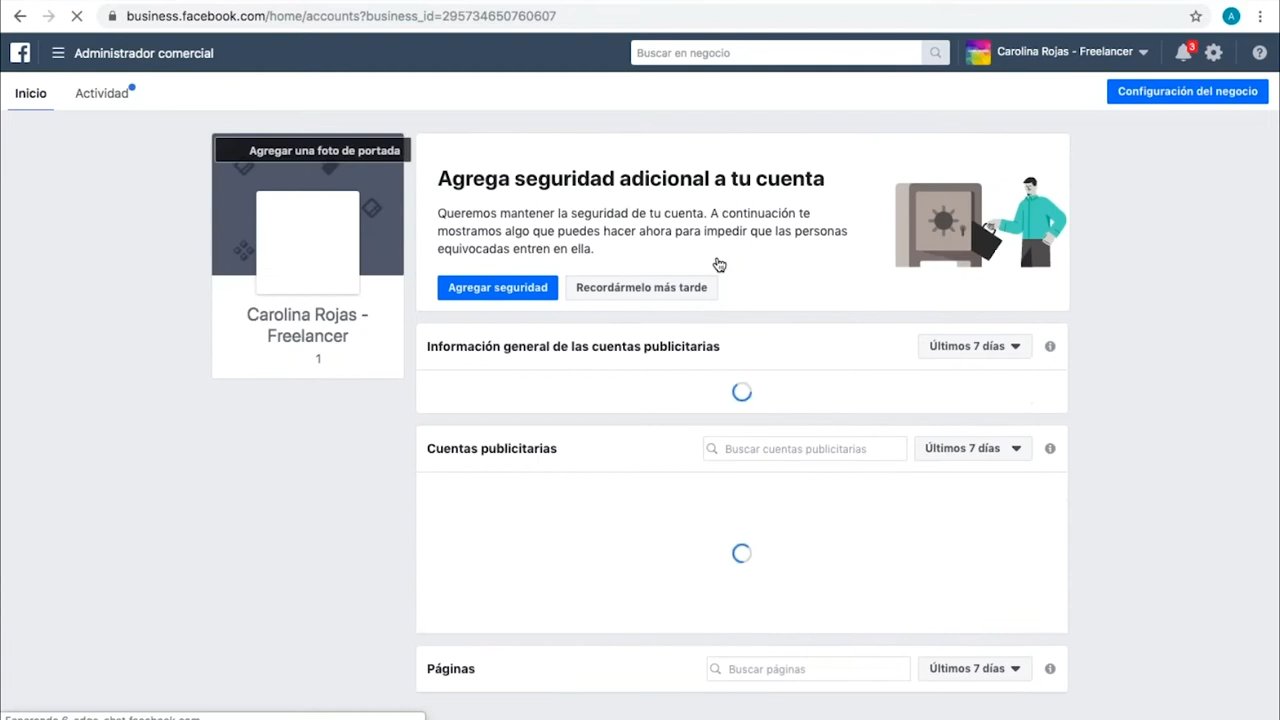 business.facebook.com/home/accounts?business_id=295734650760607
A
f
Administrador comercial
Buscar en negocio
Carolina Rojas - Freelancer
3
Inicio
Actividad
Configuración del negocio
Agregar una foto de portada
Carolina Rojas -
Freelancer
1
Agrega seguridad adicional a tu cuenta
Queremos mantener la seguridad de tu cuenta. A continuación te
mostramos algo que puedes hacer ahora para impedir que las personas
equivocadas entren en ella.
Agregar seguridad
Recordármelo más tarde
Información general de las cuentas publicitarias
Últimos 7 días
Cuentas publicitarias
Buscar cuentas publicitarias
Últimos 7 días
Páginas
Buscar páginas
Últimos 7 días